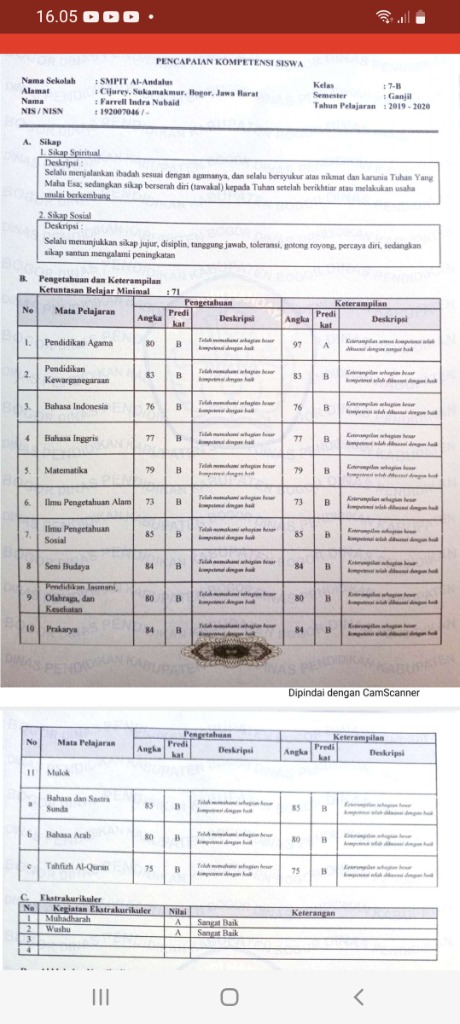 16.05
PENCAPAIAN KOMPETENSI SISWA
Nama Sekolah : SMPIT Al-Andalus
Alamat : Cijurey, Sukamakmur, Bogor, Jawa Barat
Nama : Farrell Indra Nubaid
NIS / NISN : 192007046 / -
Kelas : 7-B
Semester : Ganjil
Tahun Pelajaran : 2019 - 2020
A. Sikap
1. Sikap Spiritual
Deskripsi :
Selalu menjalankan ibadah sesuai dengan agamanya, dan selalu bersyukur atas nikmat dan karunia Tuhan Yang
Maha Esa; sedangkan sikap berserah diri (tawakal) kepada Tuhan setelah berikhtiar atau melakukan usaha
mulai berkembang
2. Sikap Sosial
Deskripsi :
Selalu menunjukkan sikap jujur, disiplin, tanggung jawab, toleransi, gotong royong, percaya diri, sedangkan
sikap santun mengalami peningkatan
B. Pengetahuan dan Keterampilan
Ketuntasan Belajar Minimal : 71
No Mata Pelajaran Pengetahuan Keterampilan
Angka Predi kat Deskripsi Angka Predi kat Deskripsi
1. Pendidikan Agama 80 B Telah memahami sebagian besar kompetensi dengan baik 97 A Keterampilan semua kompetensi telah dikuasai dengan sangat baik
2. Pendidikan Kewarganegaraan 83 B Telah memahami sebagian besar kompetensi dengan baik 83 B Keterampilan sebagian besar kompetensi telah dikuasai dengan baik
3. Bahasa Indonesia 76 B Telah memahami sebagian besar kompetensi dengan baik 76 B Keterampilan sebagian besar kompetensi telah dikuasai dengan baik
4 Bahasa Inggris 77 B Telah memahami sebagian besar kompetensi dengan baik 77 B Keterampilan sebagian besar kompetensi telah dikuasai dengan baik
5. Matematika 79 B Telah memahami sebagian besar kompetensi dengan baik 79 B Keterampilan sebagian besar kompetensi telah dikuasai dengan baik
6. Ilmu Pengetahuan Alam 73 B Telah memahami sebagian besar kompetensi dengan baik 73 B Keterampilan sebagian besar kompetensi telah dikuasai dengan baik
7. Ilmu Pengetahuan Sosial 85 B Telah memahami sebagian besar kompetensi dengan baik 85 B Keterampilan sebagian besar kompetensi telah dikuasai dengan baik
8 Seni Budaya 84 B Telah memahami sebagian besar kompetensi dengan baik 84 B Keterampilan sebagian besar kompetensi telah dikuasai dengan baik
9 Pendidikan Jasmani, Olahraga, dan Kesehatan 80 B Telah memahami sebagian besar kompetensi dengan baik 80 B Keterampilan sebagian besar kompetensi telah dikuasai dengan baik
10 Prakarya 84 B Telah memahami sebagian besar kompetensi dengan baik 84 B Keterampilan sebagian besar kompetensi telah dikuasai dengan baik
DINAS PENDIDIKAN KABUPATEN
Dipindai dengan CamScanner
No Mata Pelajaran Pengetahuan Keterampilan
Angka Predi kat Deskripsi Angka Predi kat Deskripsi
11 Mulok
a Bahasa dan Sastra Sunda 85 B Telah memahami sebagian besar kompetensi dengan baik 85 B Keterampilan sebagian besar kompetensi telah dikuasai dengan baik
b Bahasa Arab 80 B Telah memahami sebagian besar kompetensi dengan baik 80 B Keterampilan sebagian besar kompetensi telah dikuasai dengan baik
c Tahfizh Al-Quran 75 B Telah memahami sebagian besar kompetensi dengan baik 75 B Keterampilan sebagian besar kompetensi telah dikuasai dengan baik
C. Ekstrakurikuler
No Kegiatan Ekstrakurikuler Nilai Keterangan
1 Muhadharah A Sangat Baik
2 Wushu A Sangat Baik
3
4